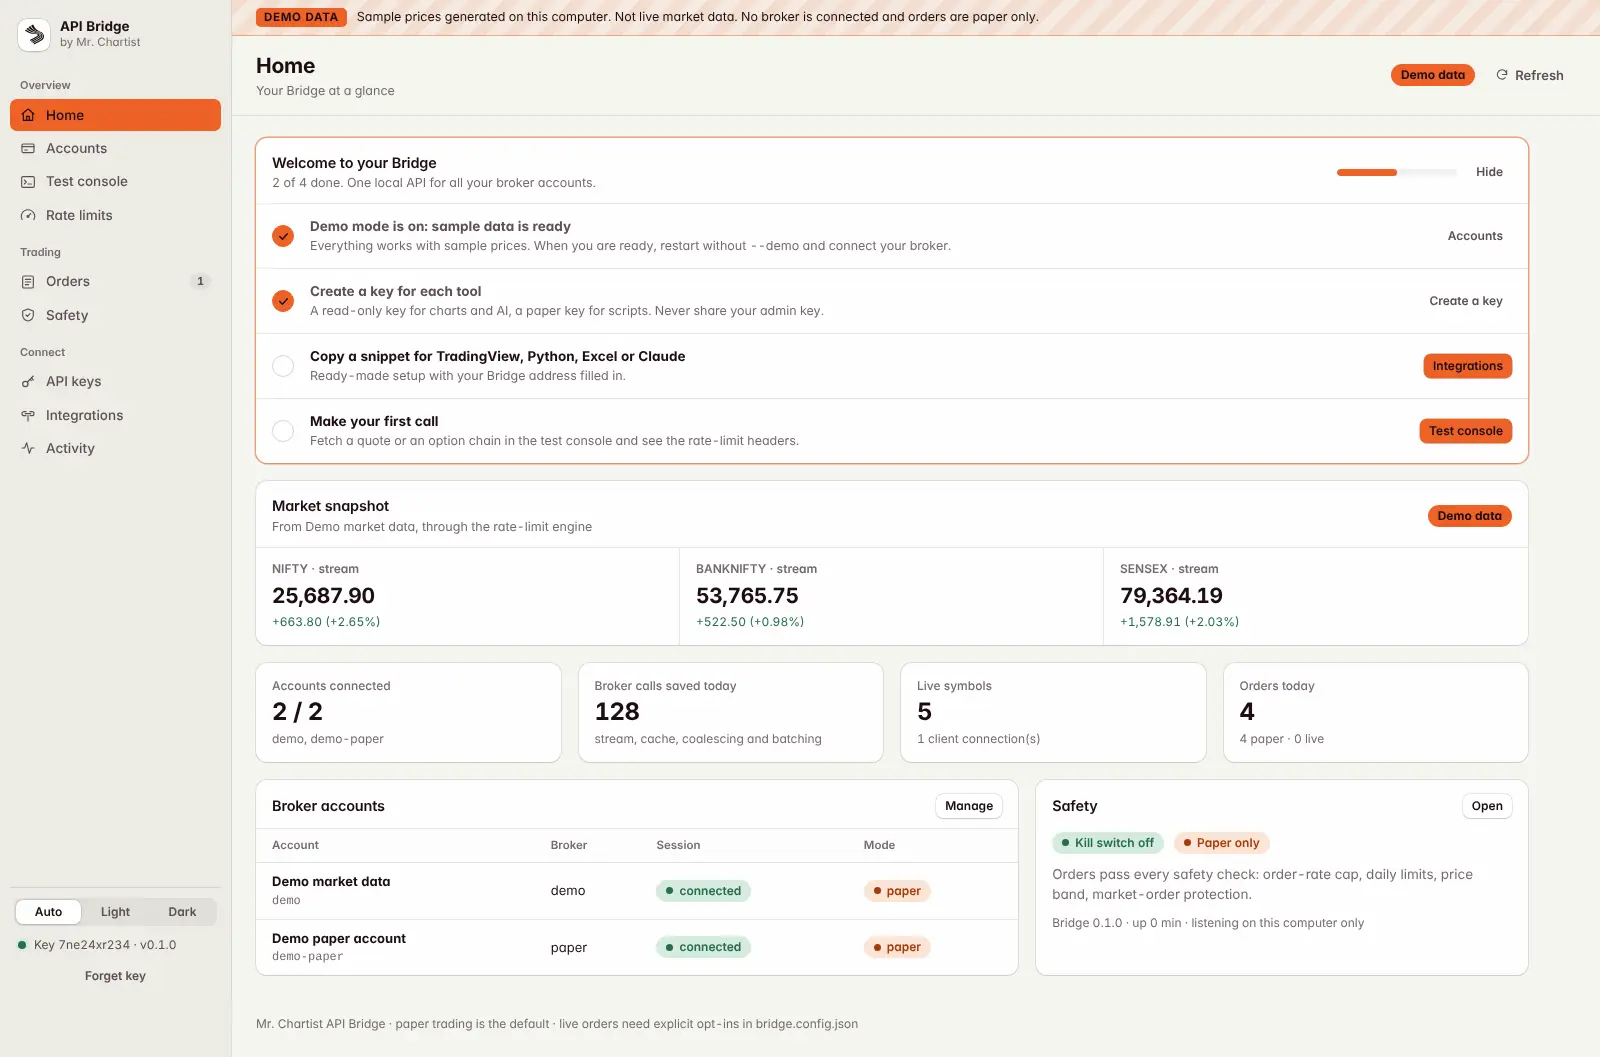 API Bridge
by Mr. Chartist
Overview
Home
Accounts
Test console
Rate limits
Trading
Orders 1
Safety
Connect
API keys
Integrations
Activity
Auto Light Dark
Key 7ne24xr234 · v0.1.0
Forget key
DEMO DATA Sample prices generated on this computer. Not live market data. No broker is connected and orders are paper only.
Home
Your Bridge at a glance
Demo data Refresh
Welcome to your Bridge
2 of 4 done. One local API for all your broker accounts.
Hide
Demo mode is on: sample data is ready
Everything works with sample prices. When you are ready, restart without --demo and connect your broker.
Accounts
Create a key for each tool
A read-only key for charts and AI, a paper key for scripts. Never share your admin key.
Create a key
Copy a snippet for TradingView, Python, Excel or Claude
Ready-made setup with your Bridge address filled in.
Integrations
Make your first call
Fetch a quote or an option chain in the test console and see the rate-limit headers.
Test console
Market snapshot
From Demo market data, through the rate-limit engine
Demo data
NIFTY · stream
25,687.90
+663.80 (+2.65%)
BANKNIFTY · stream
53,765.75
+522.50 (+0.98%)
SENSEX · stream
79,364.19
+1,578.91 (+2.03%)
Accounts connected
2 / 2
demo, demo-paper
Broker calls saved today
128
stream, cache, coalescing and batching
Live symbols
5
1 client connection(s)
Orders today
4
4 paper · 0 live
Broker accounts
Manage
Account Broker Session Mode
Demo market data
demo
demo
connected
paper
Demo paper account
demo-paper
paper
connected
paper
Safety
Open
Kill switch off Paper only
Orders pass every safety check: order-rate cap, daily limits, price
band, market-order protection.
Bridge 0.1.0 · up 0 min · listening on this computer only
Mr. Chartist API Bridge · paper trading is the default · live orders need explicit opt-ins in bridge.config.json